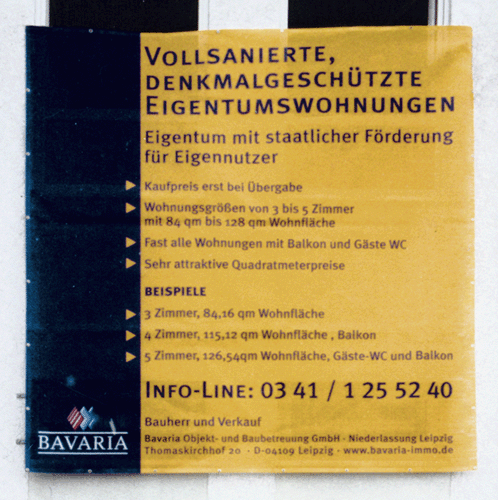 VOLLSANIERTE,
DENKMALGESCHÜTZTE
EIGENTUMSWOHNUNGEN
Eigentum mit staatlicher Förderung
für Eigennutzer
Kaufpreis erst bei Übergabe
Wohnungsgrößen von 3 bis 5 Zimmer
mit 84 qm bis 128 qm Wohnfläche
Fast alle Wohnungen mit Balkon und Gäste WC
Sehr attraktive Quadratmeterpreise
BEISPIELE
3 Zimmer, 84,16 qm Wohnfläche
4 Zimmer, 115,12 qm Wohnfläche , Balkon
5 Zimmer, 126,54qm Wohnfläche, Gäste-WC und Balkon
INFO-LINE: 03 41 / 1 25 52 40
Bauherr und Verkauf
Bavaria Objekt- und Baubetreuung GmbH · Niederlassung Leipzig
Thomaskirchhof 20 · D-04109 Leipzig · www.bavaria-immo.de
BAVARIA